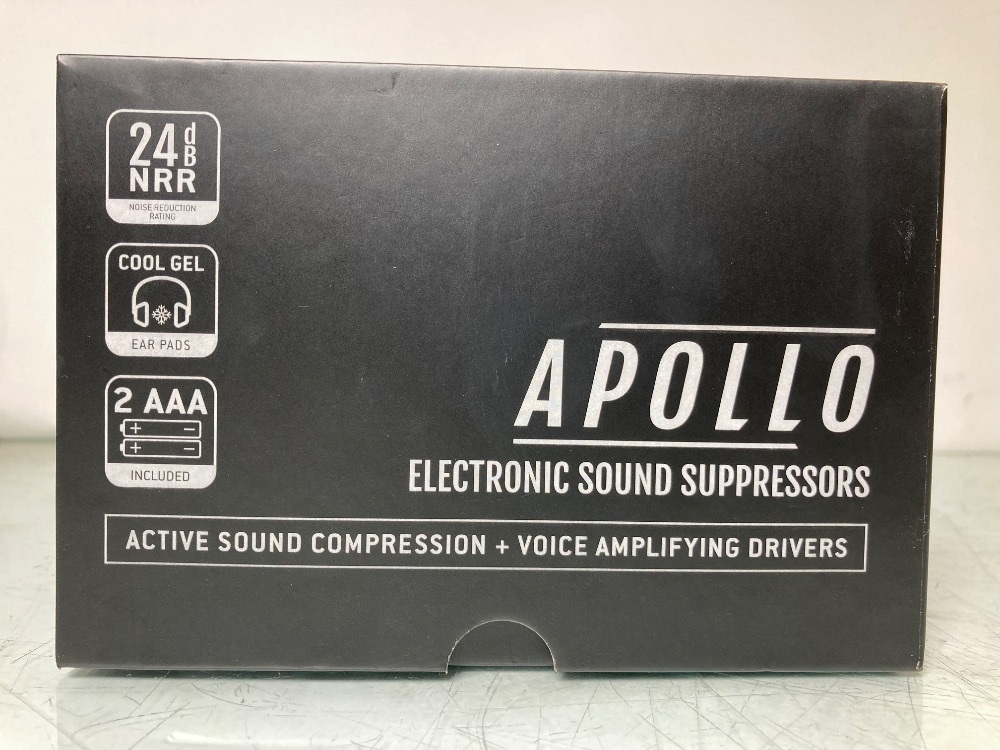 24 dB
NRR
NOISE REDUCTION
RATING
COOL GEL
EAR PADS
2 AAA
+ −
+ −
INCLUDED
APOLLO
ELECTRONIC SOUND SUPPRESSORS
ACTIVE SOUND COMPRESSION + VOICE AMPLIFYING DRIVERS